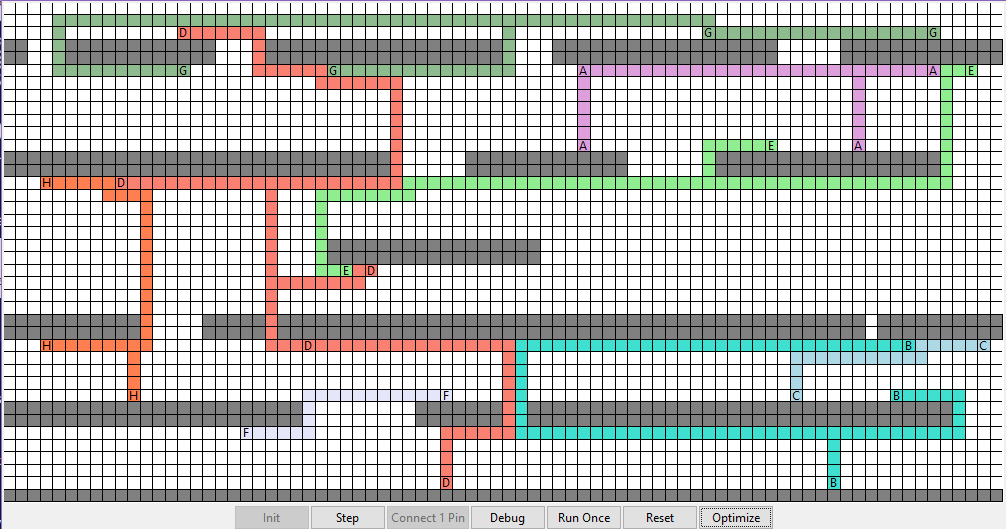 D G G
G G A A E
A E A
H D
E D
H D B C
H F C B
F
D B
Init Step Connect 1 Pin Debug Run Once Reset Optimize